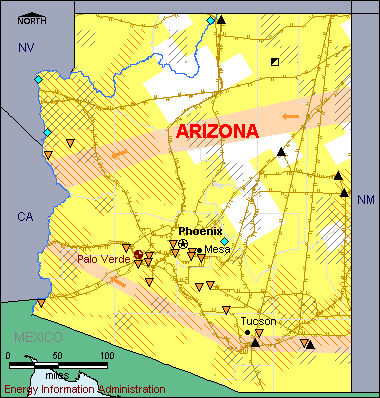 NORTH
NV
ARIZONA
NM
CA
Phoenix
Mesa
Palo Verde
Tucson
MEXICO
0 50 100
miles
Energy Information Administration